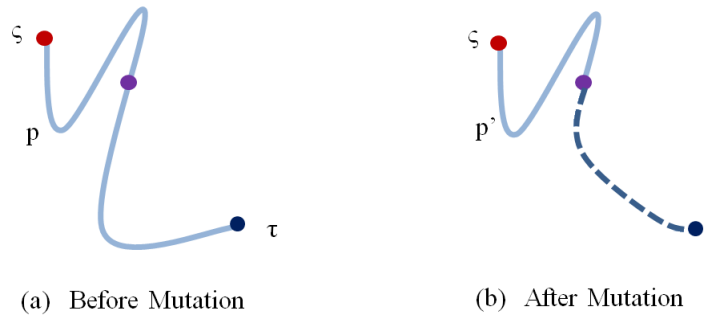 ς
p
τ
(a) Before Mutation
ς
p’
(b) After Mutation